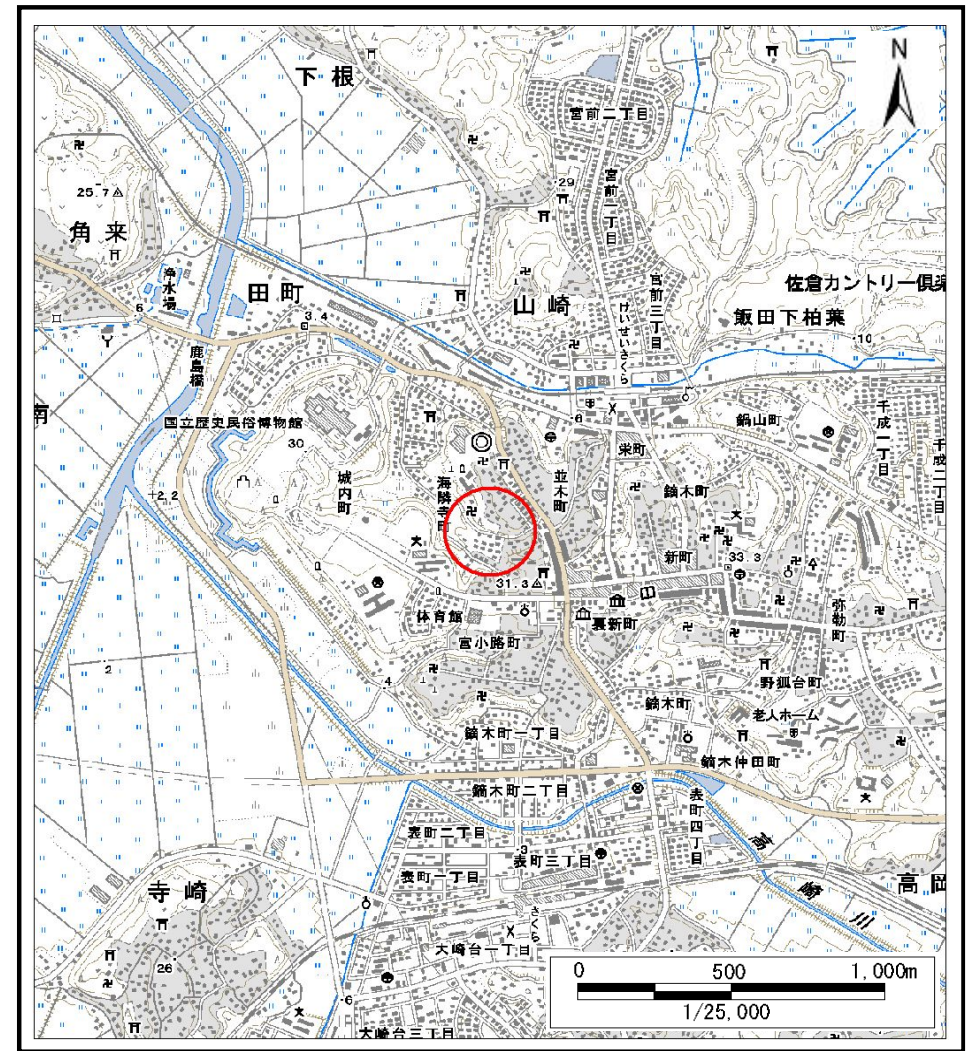 下根
宮前二丁目
N
25.7
29
宮前一丁目
角来
浄水場
田町
山崎
宮前三丁目
佐倉カントリー倶楽
6
3.4
けいせいさくら
飯田下柏葉
10
鹿島橋
南
国立歴史民俗博物館
30
6
栄町
鍋山町
千成一丁目
千成二丁目
城内町
海隣寺町
並木町
鏑木町
2.2
新町
33.3
31.3
体育館
裏新町
弥勒町
宮小路町
2
4
野狐台町
鏑木町
老人ホーム
鏑木町一丁目
鏑木仲田町
鏑木町二丁目
表町四丁目
表町二丁目
3
表町三丁目
高崎川
表町一丁目
寺崎
高岡
さくら
6
大崎台一丁目
26
6
大崎台三丁目
0 500 1,000m
1/25,000